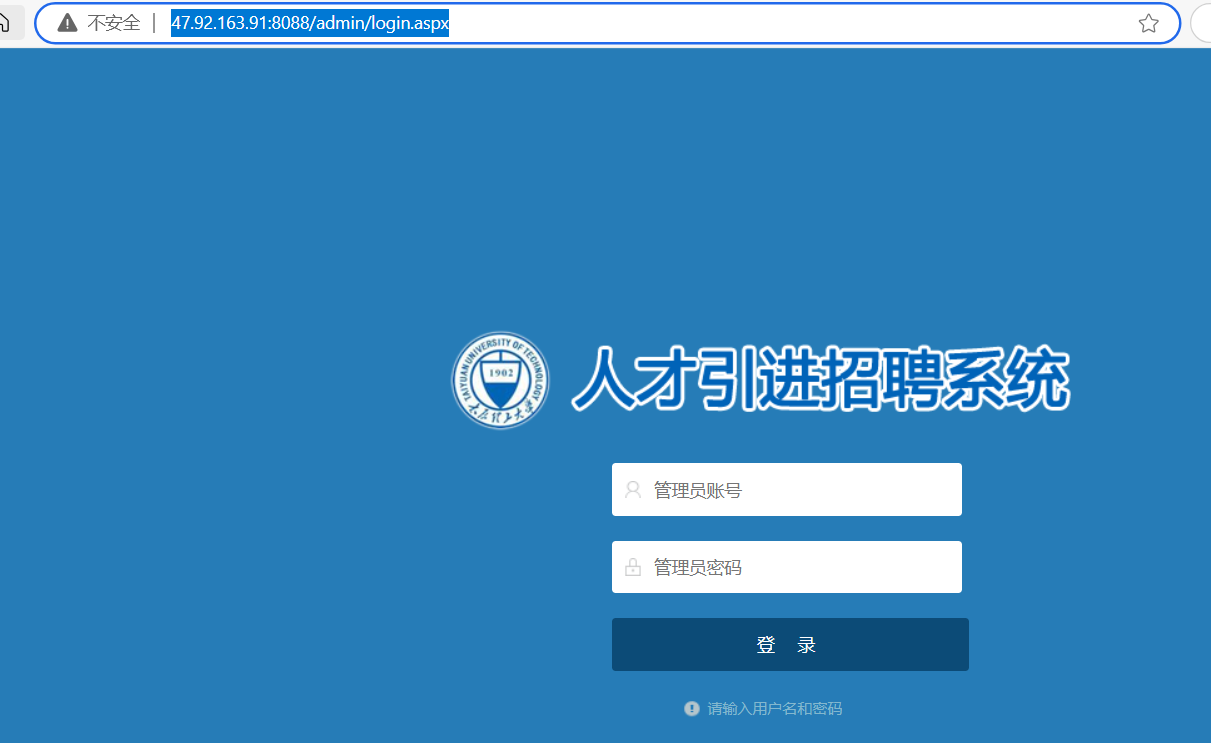 不安全 | 47.92.163.91:8088/admin/login.aspx
TAIYUAN UNIVERSITY OF TECHNOLOGY
1902
太原理工大学
人才引进招聘系统
管理员账号
管理员密码
登 录
请输入用户名和密码